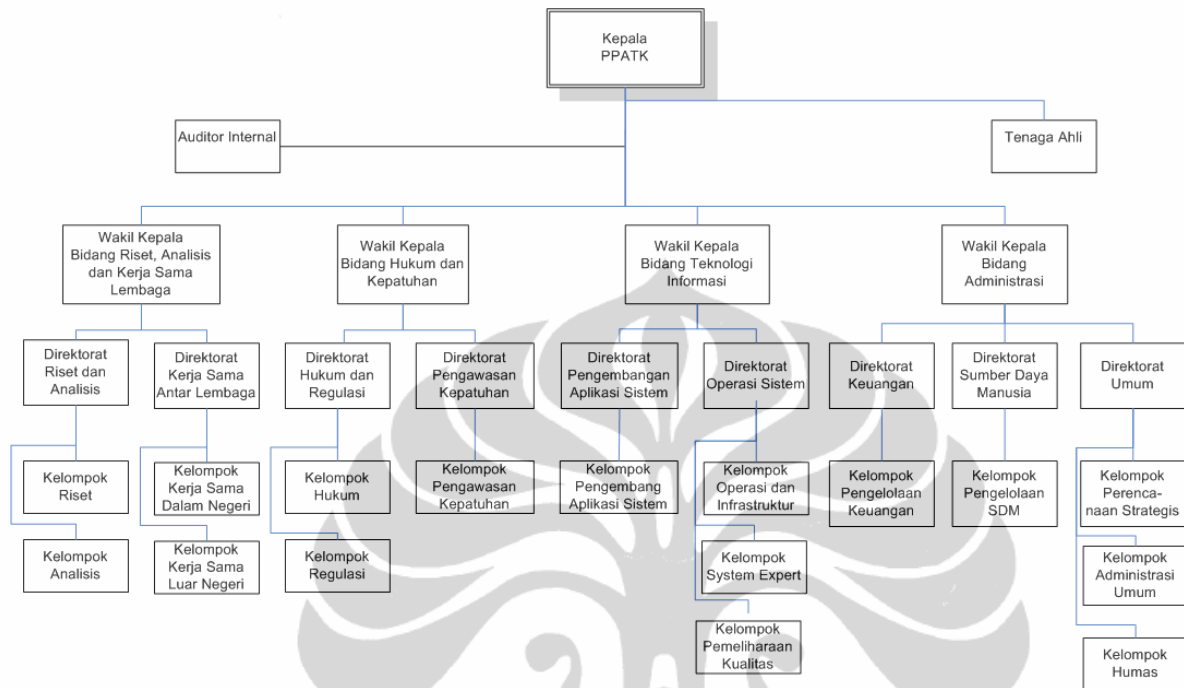 Kepala
PPATK
Auditor Internal
Tenaga Ahli
Wakil Kepala
Bidang Riset, Analisis
dan Kerja Sama
Lembaga
Wakil Kepala
Bidang Hukum dan
Kepatuhan
Wakil Kepala
Bidang Teknologi
Informasi
Wakil Kepala
Bidang
Administrasi
Direktorat
Riset dan
Analisis
Direktorat
Kerja Sama
Antar Lembaga
Direktorat
Hukum dan
Regulasi
Direktorat
Pengawasan
Kepatuhan
Direktorat
Pengembangan
Aplikasi Sistem
Direktorat
Operasi Sistem
Direktorat
Keuangan
Direktorat
Sumber Daya
Manusia
Direktorat
Umum
Kelompok
Riset
Kelompok
Kerja Sama
Dalam Negeri
Kelompok
Hukum
Kelompok
Pengawasan
Kepatuhan
Kelompok
Pengembang
Aplikasi Sistem
Kelompok
Operasi dan
Infrastruktur
Kelompok
Pengelolaan
Keuangan
Kelompok
Pengelolaan
SDM
Kelompok
Perenca-
naan Strategis
Kelompok
Analisis
Kelompok
Kerja Sama
Luar Negeri
Kelompok
Regulasi
Kelompok
System Expert
Kelompok
Administrasi
Umum
Kelompok
Pemeliharaan
Kualitas
Kelompok
Humas